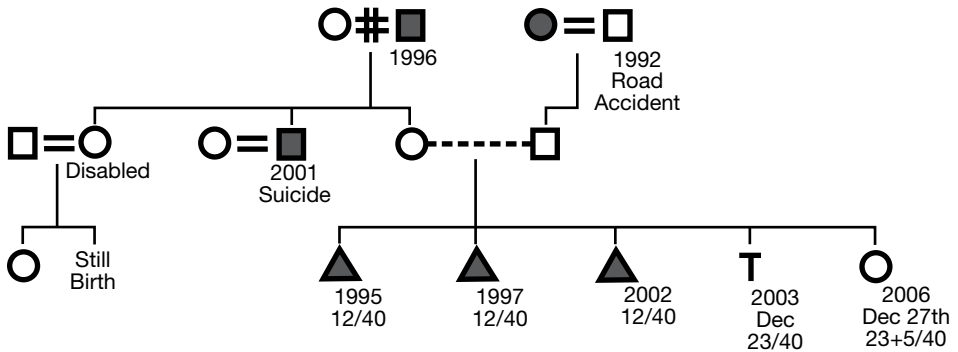 1996
1992
Road
Accident
Disabled
2001
Suicide
Still
Birth
1995
12/40
1997
12/40
2002
12/40
T
2003
Dec
23/40
2006
Dec 27th
23+5/40